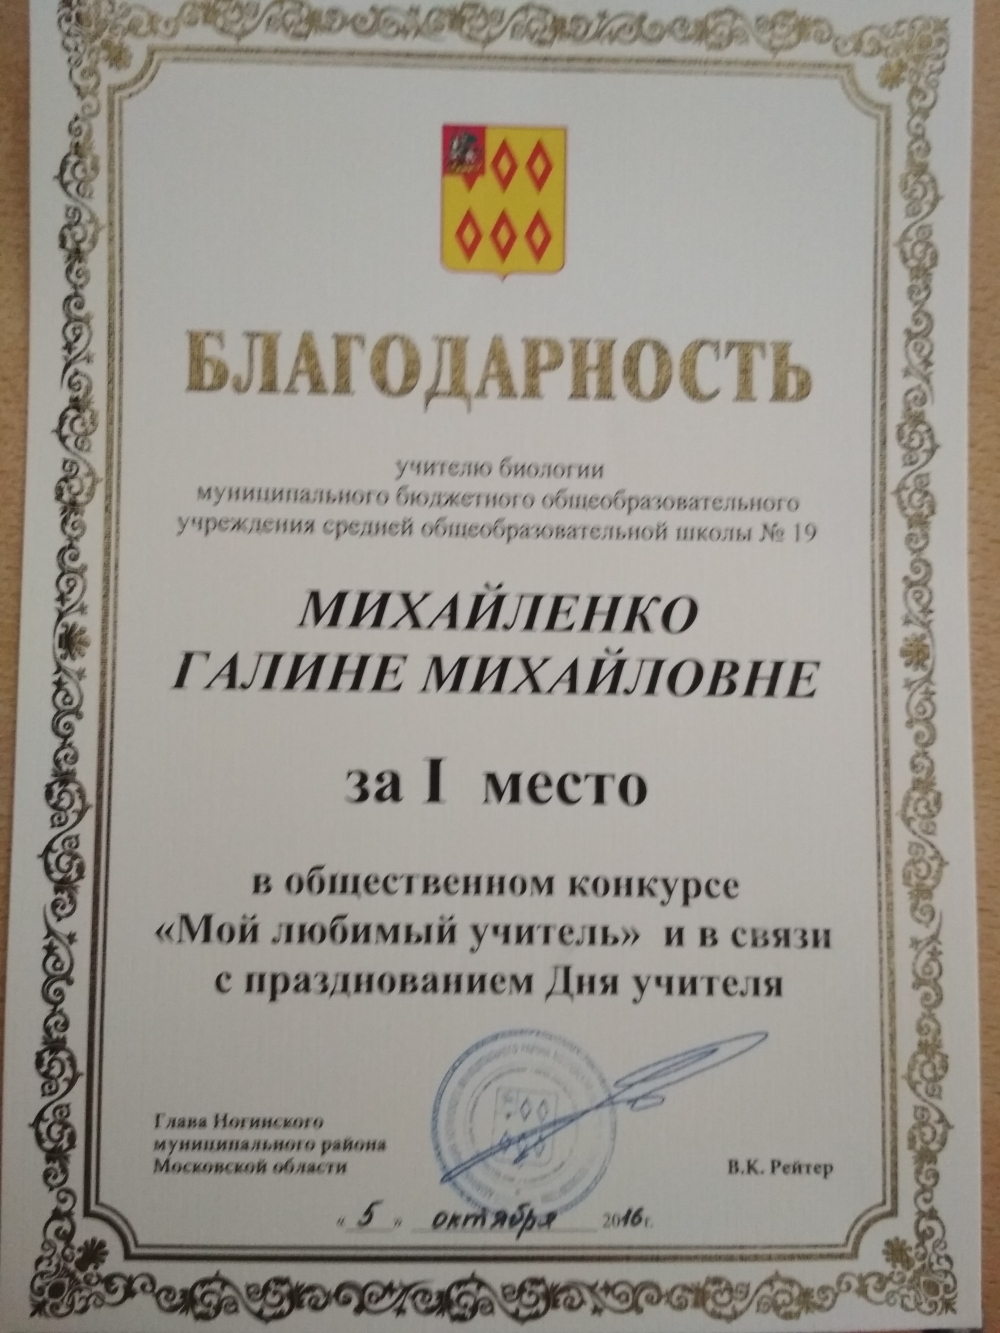 БЛАГОДАРНОСТЬ
учителю биологии
муниципального бюджетного общеобразовательного
учреждения средней общеобразовательной школы № 19
МИХАЙЛЕНКО
ГАЛИНЕ МИХАЙЛОВНЕ
за I место
в общественном конкурсе
«Мой любимый учитель» и в связи
с празднованием Дня учителя
Глава Ногинского
муниципального района
Московской области
В.К. Рейтер
« 5 » октября 2016г.